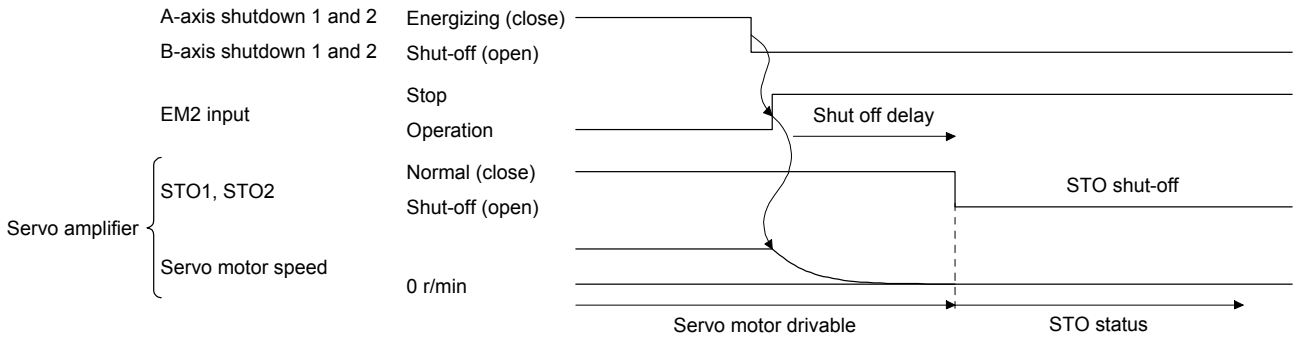 A-axis shutdown 1 and 2 Energizing (close)
B-axis shutdown 1 and 2 Shut-off (open)
Stop
EM2 input
Operation
Shut off delay
Normal (close)
STO1, STO2
Shut-off (open)
STO shut-off
Servo amplifier
Servo motor speed
0 r/min
Servo motor drivable
STO status